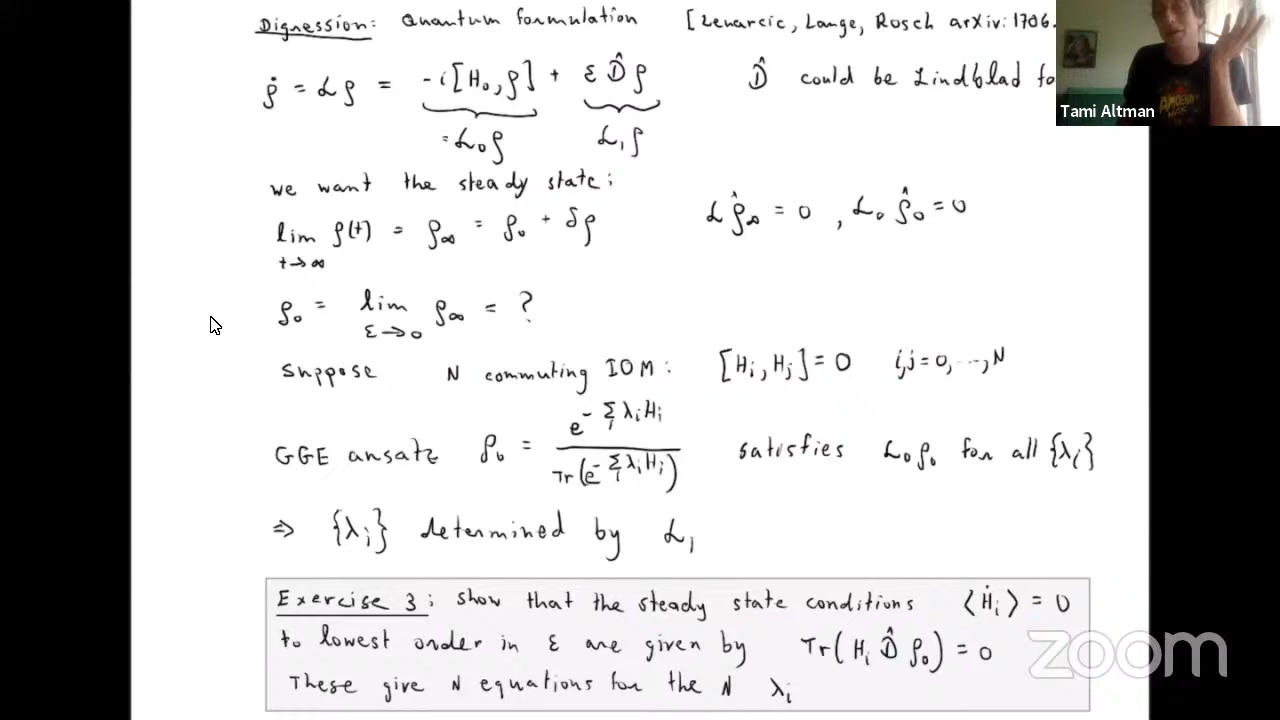 Digression: Quantum formulation [Lenarcic, Lange, Rosch arXiv: 1706.
ρ̇ = ℒρ = -i[H₀,ρ] + ε D̂ρ D̂ could be Lindblad fo
=ℒ₀ρ ℒ₁ρ
we want the steady state:
lim ρ(t) = ρ∞ = ρ₀ + δρ ℒρ̂∞ = 0 , ℒ₀ ρ̂₀ = 0
t→∞
ρ₀ = lim ρ∞ = ?
ε→0
suppose N commuting IOM: [Hᵢ,Hⱼ]=0 i,j=0,...,N
GGE ansatz ρ₀ = e^{-Σᵢ λᵢHᵢ} / Tr(e^{-Σᵢ λᵢHᵢ}) satisfies ℒ₀ρ₀ for all {λᵢ}
⇒ {λᵢ} determined by ℒ₁
Exercise 3: show that the steady state conditions ⟨Ḣᵢ⟩ = 0
to lowest order in ε are given by Tr(Hᵢ D̂ ρ₀) = 0
These give N equations for the N λᵢ
Tami Altman
zoom